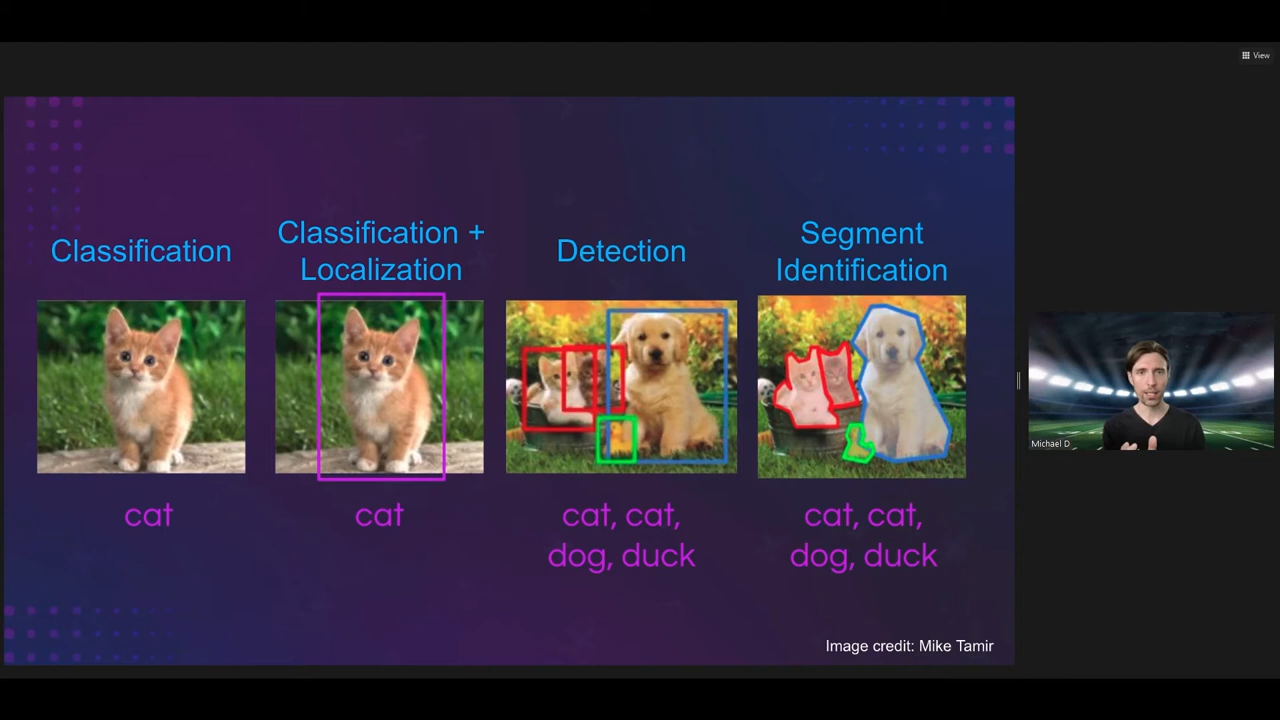 View
Classification
Classification +
Localization
Detection
Segment
Identification
cat
cat
cat, cat,
dog, duck
cat, cat,
dog, duck
Image credit: Mike Tamir
Michael D